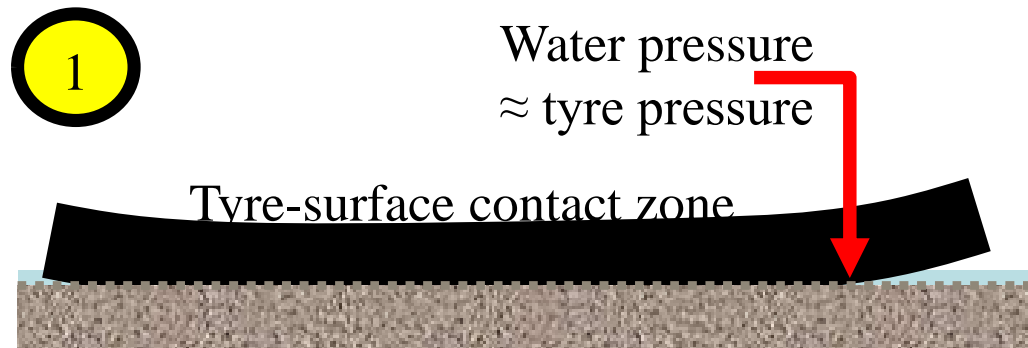 1
Water pressure
≈ tyre pressure
Tyre-surface contact zone